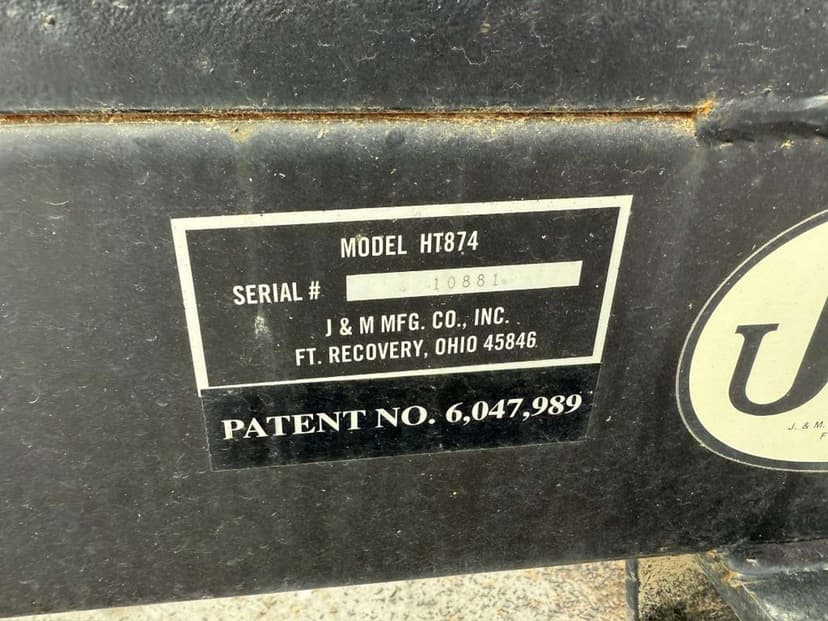 MODEL HT874
SERIAL # 10881
J & M MFG. CO., INC.
FT. RECOVERY, OHIO 45846
PATENT NO. 6,047,989
J
J. & M.
F